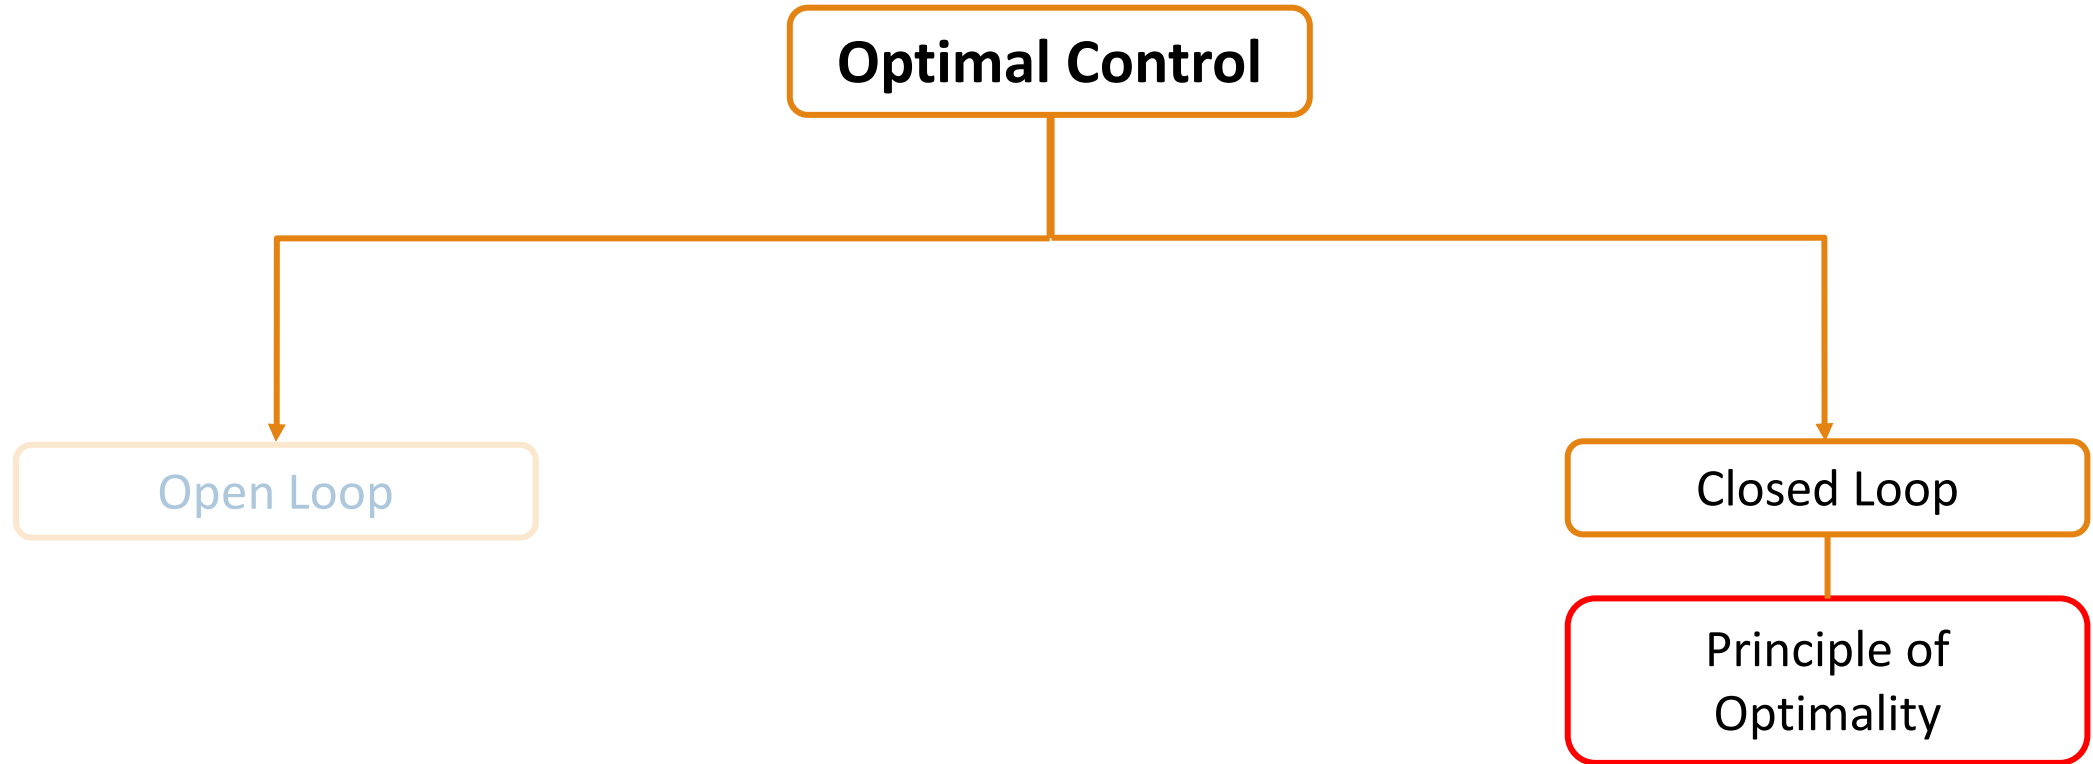 Optimal Control
Open Loop
Closed Loop
Principle of
Optimality